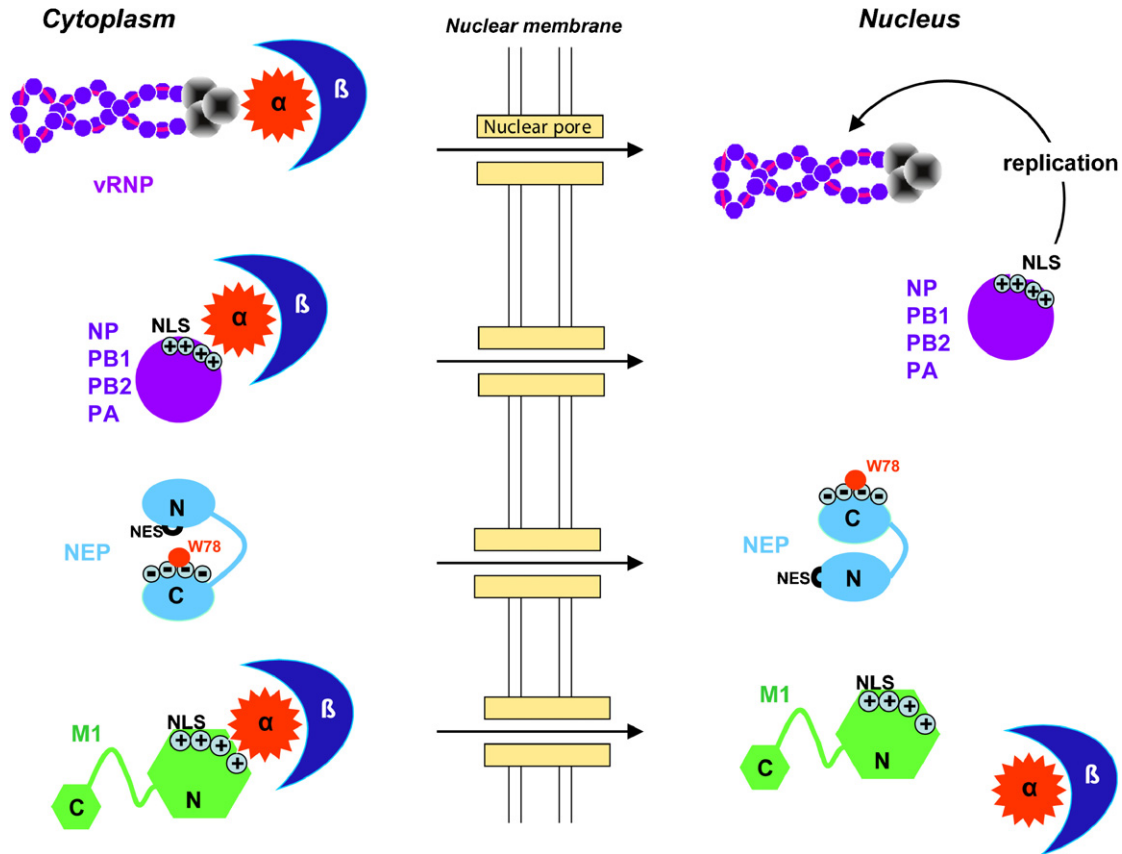 Cytoplasm
Nuclear membrane
Nucleus
α
ß
Nuclear pore
vRNP
replication
NLS
NP
PB1
PB2
PA
α
ß
NLS
NP
PB1
PB2
PA
N
NES
NEP
W78
- - - -
C
W78
- - - -
C
NEP
NES
N
M1
NLS
+ + + +
α
ß
C
N
M1
NLS
+ + + +
C
N
α
ß